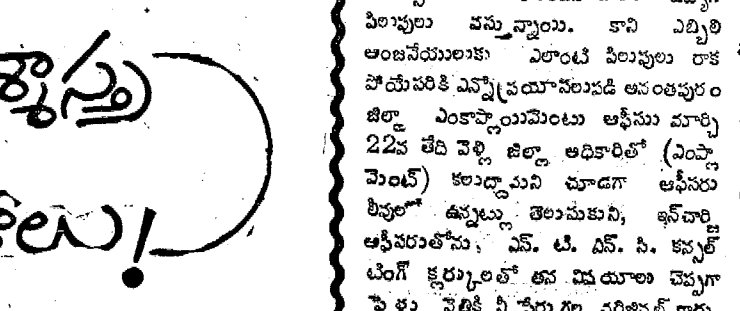 శ్మాస్తు
లు!
పిలుపులు వస్తున్నాయి. కాని ఎబ్బిలి
ఆంజనేయులుకు ఎలాంటి పిలుపులు రాక
పోయేసరికి ఎన్నో ప్రయాసలుపడి అనంతపురం
జిల్లా ఎంకాప్లాయిమెంటు ఆఫీసు మార్చి
22వ తేది వెళ్లి జిల్లా అధికారితో (ఎంప్లా
మెంట్) కలుద్దామని చూడగా ఆఫీసరు
లీవులో ఉన్నట్లు తెలుసుకుని, ఇన్‌చార్జి
ఆఫీసరుతోను, ఎస్. టి. ఎస్. సి. కన్సల్
టింగ్ క్లర్కులతో తన విషయాలు చెప్పగా